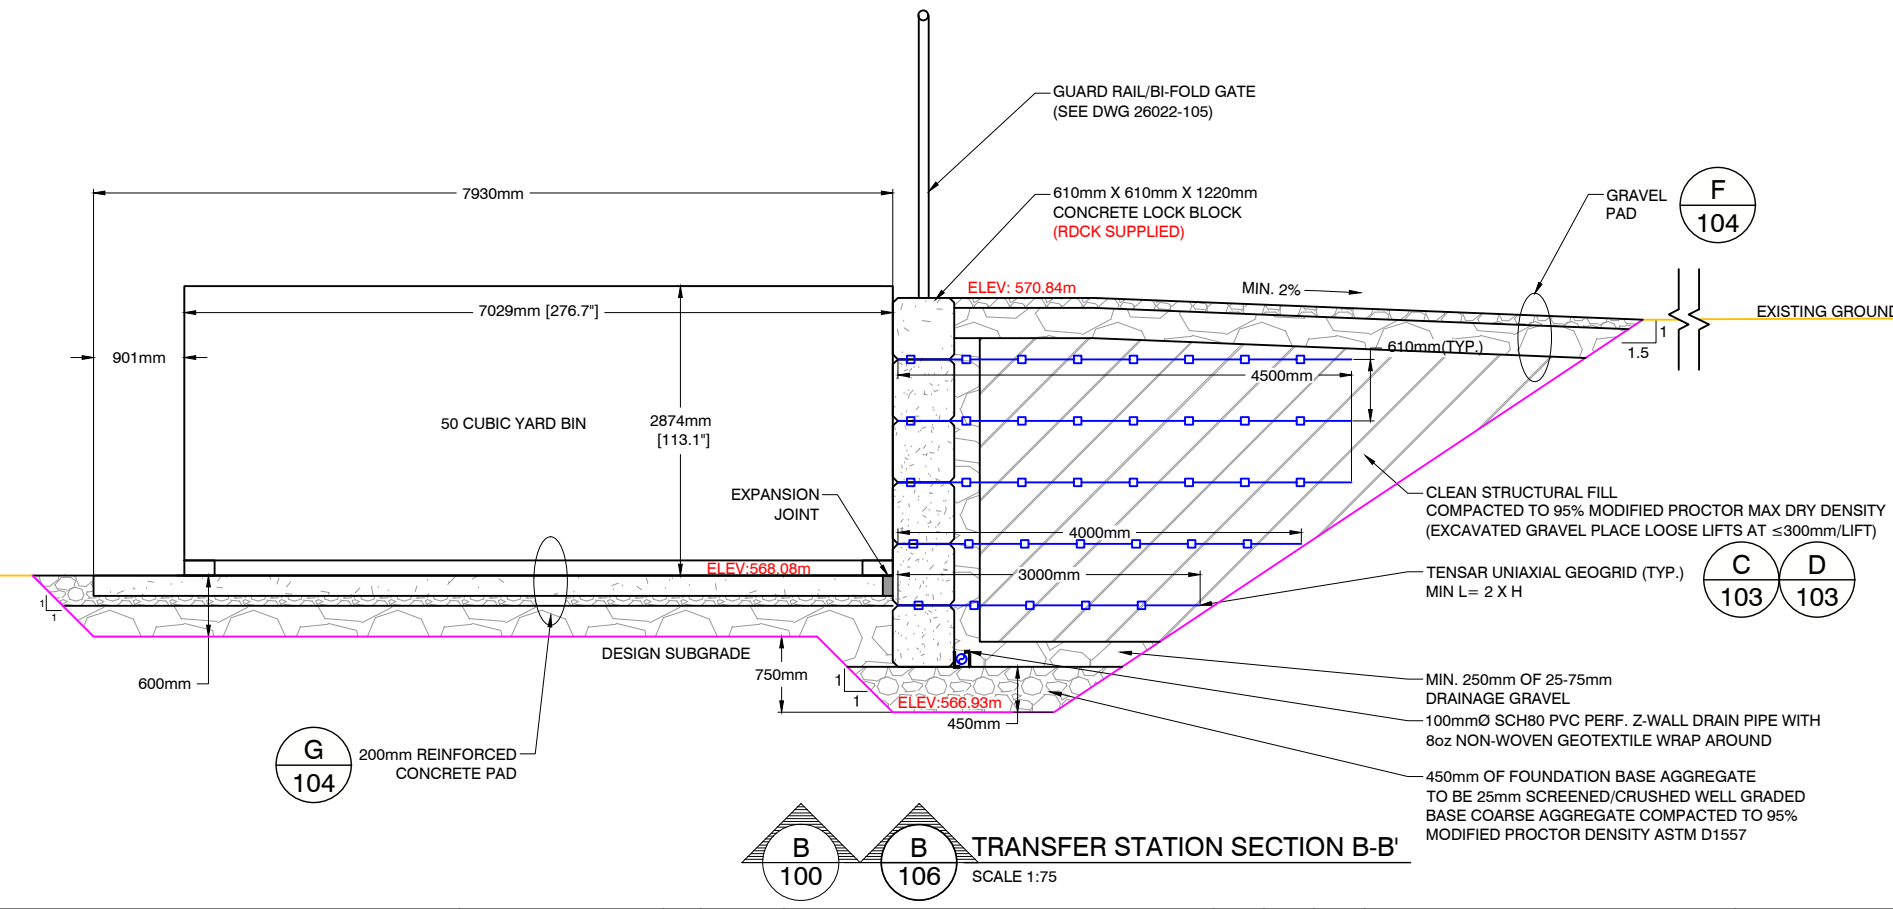 GUARD RAIL/BI-FOLD GATE
(SEE DWG 26022-105)
7930mm
610mm X 610mm X 1220mm
CONCRETE LOCK BLOCK
(RDCK SUPPLIED)
GRAVEL
PAD
F
104
ELEV: 570.84m
MIN. 2%
7029mm [276.7"]
EXISTING GROUND
1
1.5
901mm
610mm(TYP.)
4500mm
50 CUBIC YARD BIN
2874mm
[113.1"]
EXPANSION
JOINT
CLEAN STRUCTURAL FILL
COMPACTED TO 95% MODIFIED PROCTOR MAX DRY DENSITY
(EXCAVATED GRAVEL PLACE LOOSE LIFTS AT ≤300mm/LIFT)
4000mm
ELEV:568.08m
3000mm
TENSAR UNIAXIAL GEOGRID (TYP.)
MIN L= 2 X H
C
103
D
103
1
1
DESIGN SUBGRADE
600mm
750mm
1
1
ELEV:566.93m
450mm
MIN. 250mm OF 25-75mm
DRAINAGE GRAVEL
100mmØ SCH80 PVC PERF. Z-WALL DRAIN PIPE WITH
8oz NON-WOVEN GEOTEXTILE WRAP AROUND
G
104
200mm REINFORCED
CONCRETE PAD
450mm OF FOUNDATION BASE AGGREGATE
TO BE 25mm SCREENED/CRUSHED WELL GRADED
BASE COARSE AGGREGATE COMPACTED TO 95%
MODIFIED PROCTOR DENSITY ASTM D1557
B
100
B
106
TRANSFER STATION SECTION B-B'
SCALE 1:75